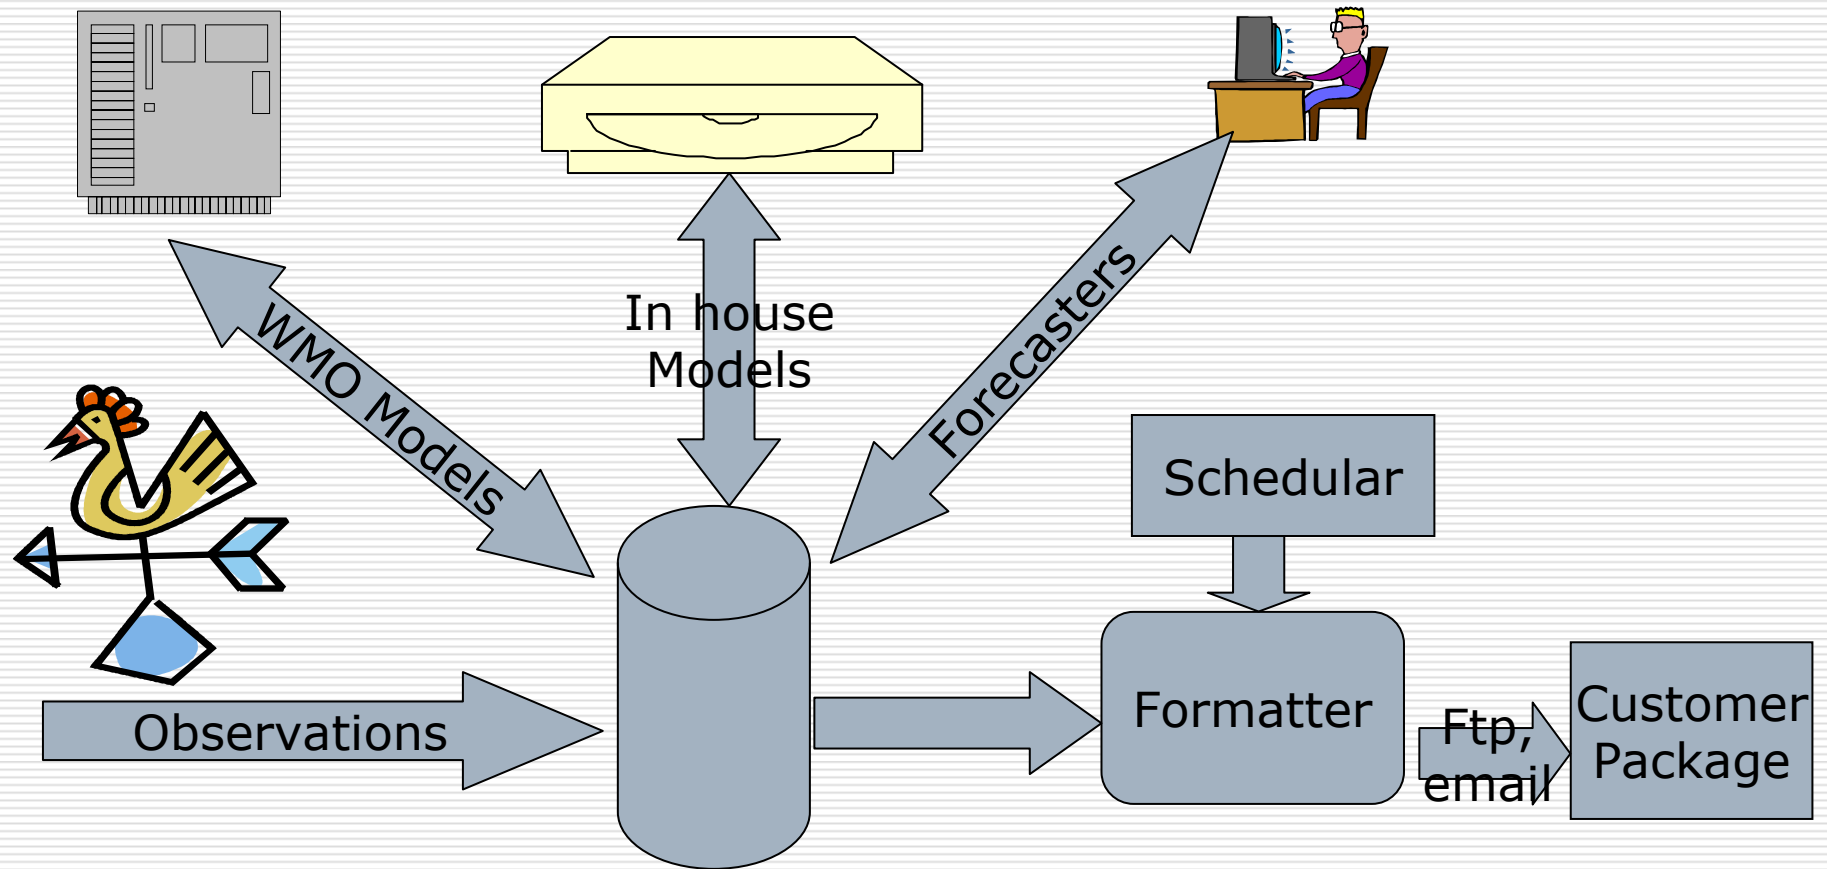 WMO Models
In house
Models
Forecasters
Schedular
Observations
Formatter
Ftp,
email
Customer
Package